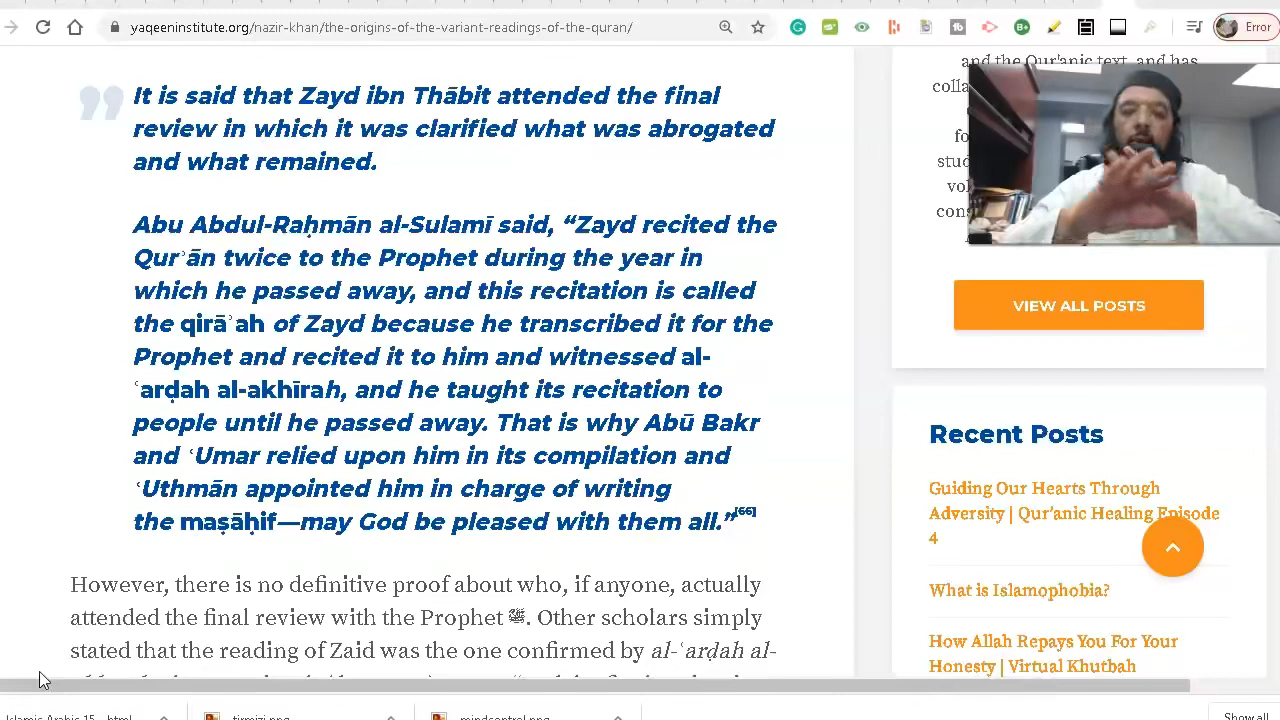 yaqeeninstitute.org/nazir-khan/the-origins-of-the-variant-readings-of-the-quran/
Error
It is said that Zayd ibn Thābit attended the final
review in which it was clarified what was abrogated
and what remained.
Abu Abdul-Raḥmān al-Sulamī said, “Zayd recited the
Qurʾān twice to the Prophet during the year in
which he passed away, and this recitation is called
the qirāʾah of Zayd because he transcribed it for the
Prophet and recited it to him and witnessed al-
ʿarḍah al-akhīrah, and he taught its recitation to
people until he passed away. That is why Abū Bakr
and ʿUmar relied upon him in its compilation and
ʿUthmān appointed him in charge of writing
the maṣāḥif—may God be pleased with them all.”[66]
However, there is no definitive proof about who, if anyone, actually
attended the final review with the Prophet ﷺ. Other scholars simply
stated that the reading of Zaid was the one confirmed by al-ʿarḍah al-
and the Qur'anic text, and has
VIEW ALL POSTS
Recent Posts
Guiding Our Hearts Through
Adversity | Qur'anic Healing Episode
4
What is Islamophobia?
How Allah Repays You For Your
Honesty | Virtual Khutbah
Islamic Arabic 15....html
tirmizi.png
mindcontrol.png
Show all